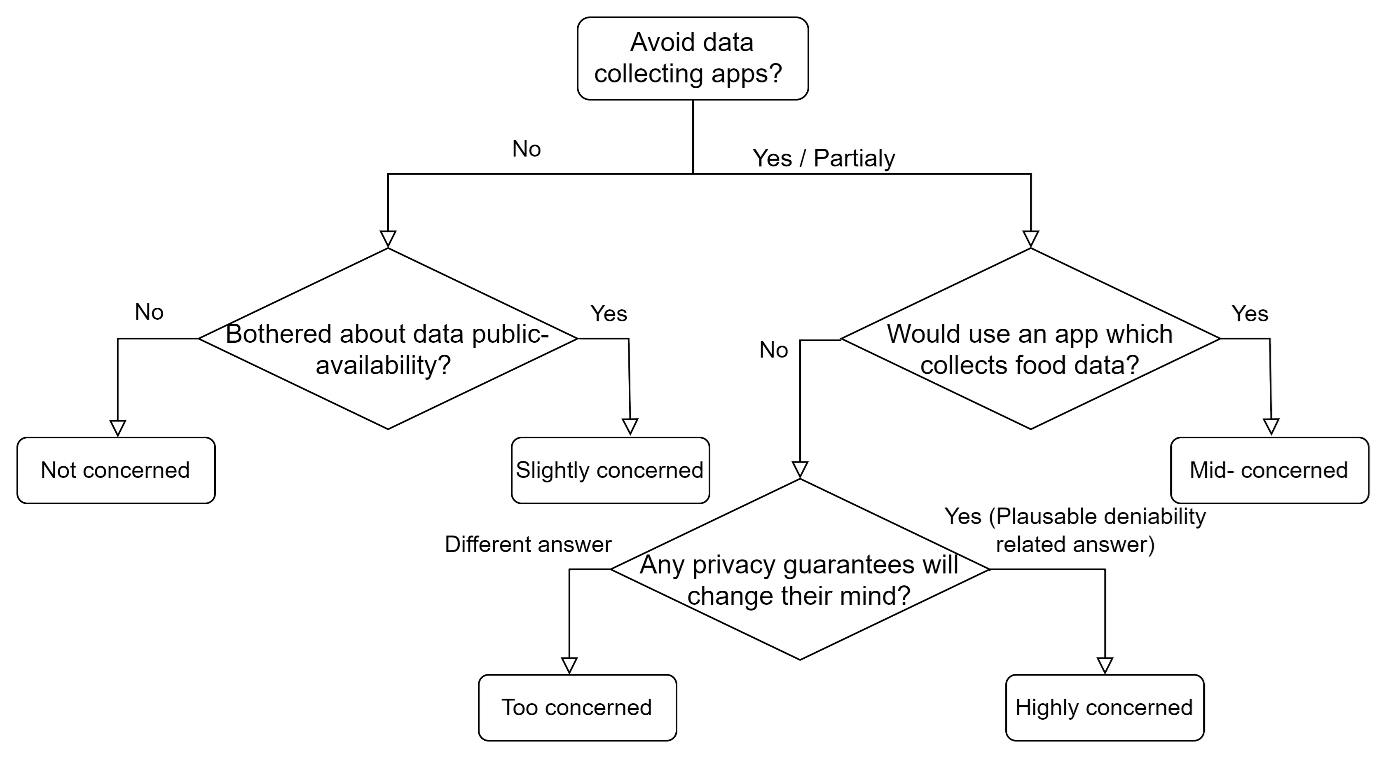 Avoid data
collecting apps?
No
Yes / Partialy
No
Bothered about data public-
availability?
Yes
No
Would use an app which
collects food data?
Yes
Not concerned
Slightly concerned
Mid- concerned
Different answer
Any privacy guarantees will
change their mind?
Yes (Plausable deniability
related answer)
Too concerned
Highly concerned